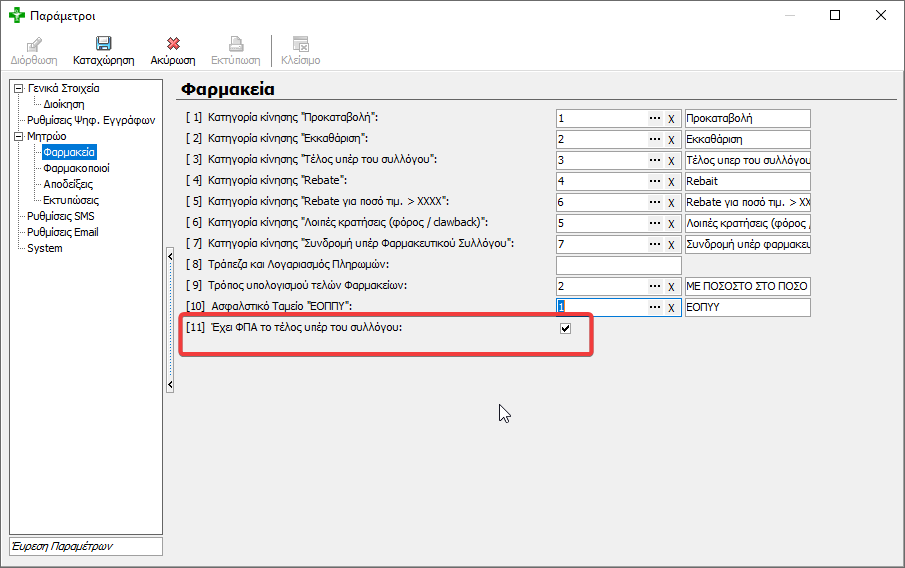 Παράμετροι
Διόρθωση Καταχώρηση Ακύρωση Εκτύπωση Κλείσιμο
Γενικά Στοιχεία
Διοίκηση
Ρυθμίσεις Ψηφ. Εγγράφων
Μητρώο
Φαρμακεία
Φαρμακοποιοί
Αποδείξεις
Εκτυπώσεις
Ρυθμίσεις SMS
Ρυθμίσεις Email
System
Εύρεση Παραμέτρων
Φαρμακεία
[ 1] Κατηγορία κίνησης "Προκαταβολή": 1 ... X Προκαταβολή
[ 2] Κατηγορία κίνησης "Εκκαθάριση": 2 ... X Εκκαθάριση
[ 3] Κατηγορία κίνησης "Τέλος υπέρ του συλλόγου": 3 ... X Τέλος υπερ του συλλόγου
[ 4] Κατηγορία κίνησης "Rebate": 4 ... X Rebait
[ 5] Κατηγορία κίνησης "Rebate για ποσό τιμ. > XXXX": 6 ... X Rebate για ποσό τιμ. > XX
[ 6] Κατηγορία κίνησης "Λοιπές κρατήσεις (φόρος / clawback)": 5 ... X Λοιπές κρατήσεις (φόρος /
[ 7] Κατηγορία κίνησης "Συνδρομή υπέρ Φαρμακευτικού Συλλόγου": 7 ... X Συνδρομή υπέρ φαρμακευ
[ 8] Τράπεζα και Λογαριασμός Πληρωμών:
[ 9] Τρόπος υπολογισμού τελών Φαρμακείων: 2 ... X ΜΕ ΠΟΣΟΣΤΟ ΣΤΟ ΠΟΣΟ
[10] Ασφαλστικό Ταμείο "ΕΟΠΠΥ": 1 ... X ΕΟΠΥΥ
[11] Έχει ΦΠΑ το τέλος υπέρ του συλλόγου: